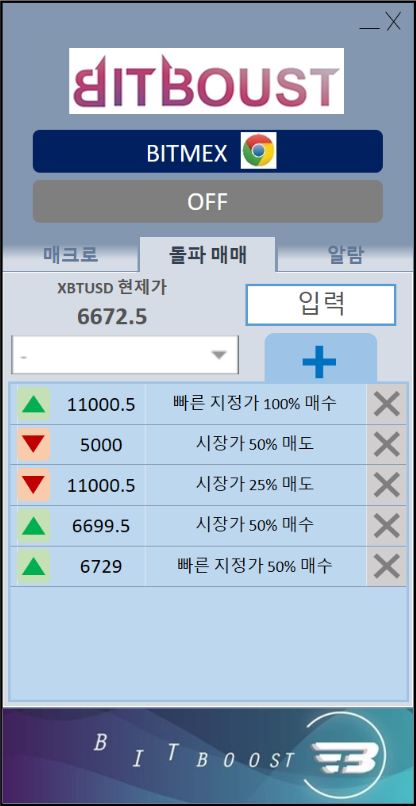 BITBOUST
BITMEX
OFF
매크로 돌파 매매 알람
XBTUSD 현제가
6672.5
입력
-
11000.5 빠른 지정가 100% 매수
5000 시장가 50% 매도
11000.5 시장가 25% 매도
6699.5 시장가 50% 매수
6729 빠른 지정가 50% 매수
BITBOOST B